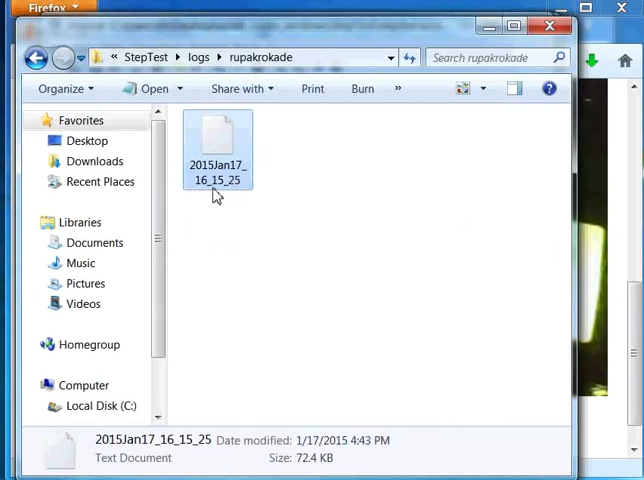 Firefox
StepTest logs rupakrokade
Search rupakrokade
Organize Open Share with Print Burn »
Favorites
Desktop
Downloads
Recent Places
Libraries
Documents
Music
Pictures
Videos
Homegroup
Computer
Local Disk (C:)
2015Jan17_
16_15_25
2015Jan17_16_15_25 Date modified: 1/17/2015 4:43 PM
Text Document Size: 72.4 KB